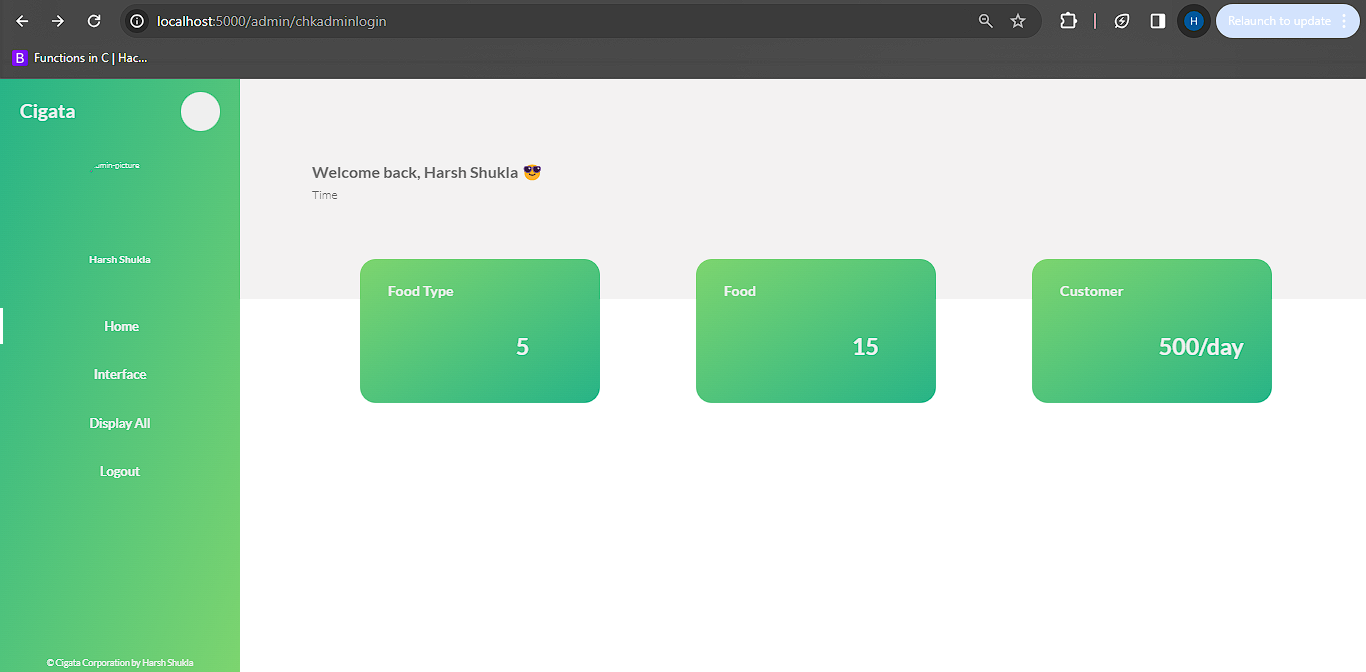 localhost:5000/admin/chkadminlogin
H
Relaunch to update
B Functions in C | Hac...
Cigata
min-picture
Harsh Shukla
Home
Interface
Display All
Logout
© Cigata Corporation by Harsh Shukla
Welcome back, Harsh Shukla 😎
Time
Food Type
5
Food
15
Customer
500/day